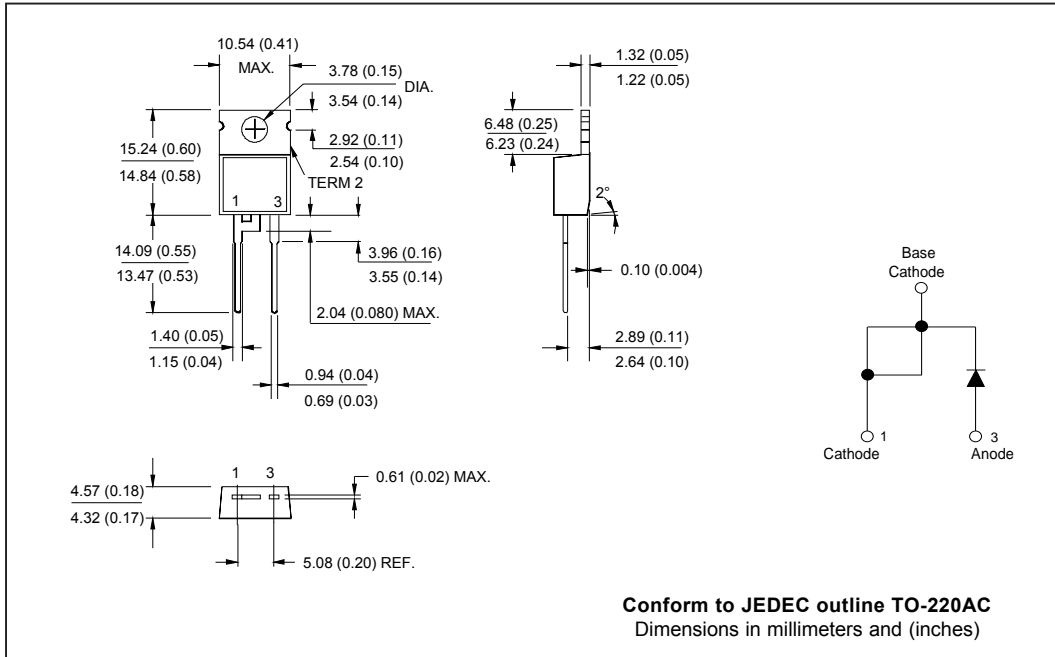 10.54 (0.41)
MAX.
3.78 (0.15)
3.54 (0.14)
DIA.
2.92 (0.11)
2.54 (0.10)
TERM 2
15.24 (0.60)
14.84 (0.58)
1 3
14.09 (0.55)
13.47 (0.53)
3.96 (0.16)
3.55 (0.14)
2.04 (0.080) MAX.
1.40 (0.05)
1.15 (0.04)
0.94 (0.04)
0.69 (0.03)
1.32 (0.05)
1.22 (0.05)
6.48 (0.25)
6.23 (0.24)
2°
0.10 (0.004)
2.89 (0.11)
2.64 (0.10)
Base
Cathode
1
Cathode
3
Anode
1 3
4.57 (0.18)
4.32 (0.17)
0.61 (0.02) MAX.
5.08 (0.20) REF.
Conform to JEDEC outline TO-220AC
Dimensions in millimeters and (inches)